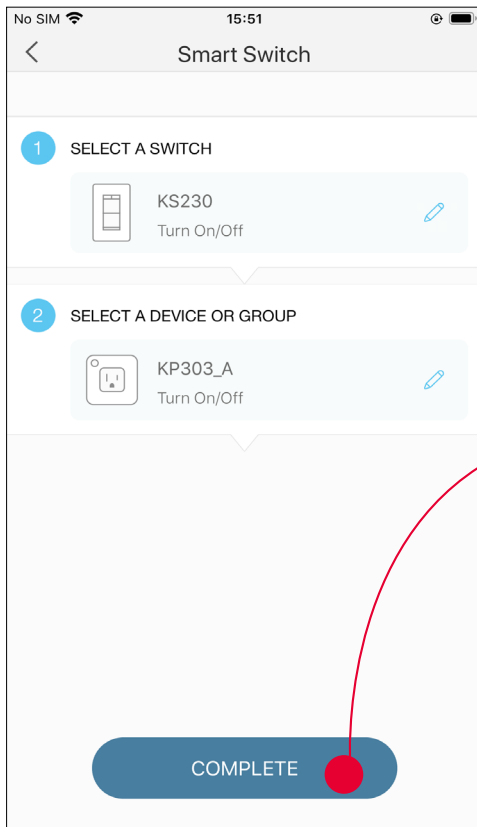 No SIM 15:51
Smart Switch
1 SELECT A SWITCH
KS230
Turn On/Off
2 SELECT A DEVICE OR GROUP
KP303_A
Turn On/Off
COMPLETE